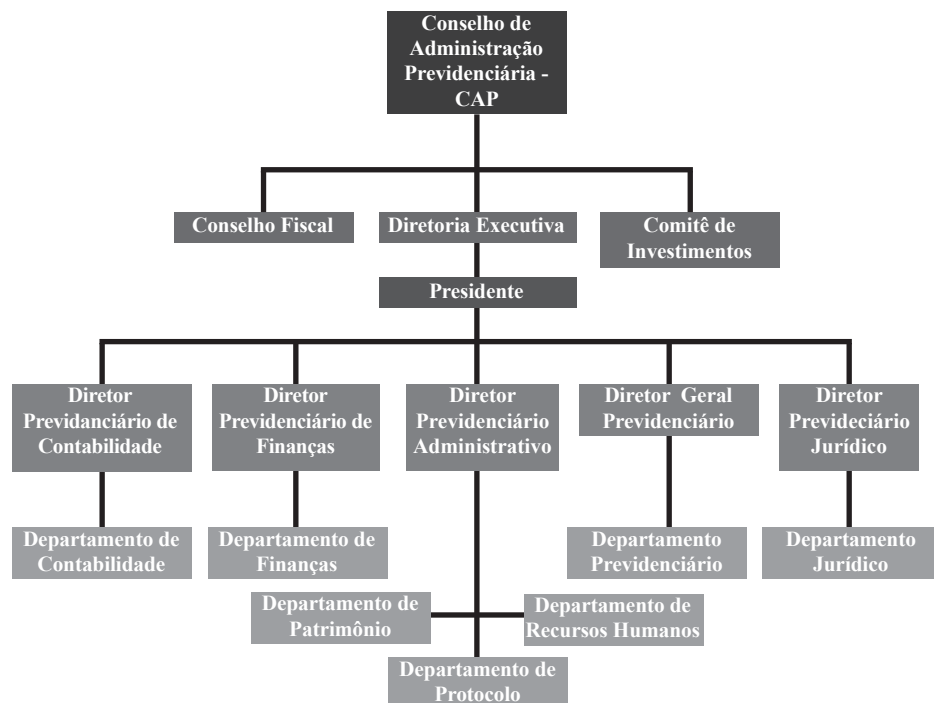 Conselho de
Administração
Previdenciária -
CAP
Conselho Fiscal
Diretoria Executiva
Comitê de
Investimentos
Presidente
Diretor
Previdanciário de
Contabilidade
Diretor
Previdenciário de
Finanças
Diretor
Previdenciário
Administrativo
Diretor Geral
Previdenciário
Diretor
Prevideciário
Jurídico
Departamento de
Contabilidade
Departamento de
Finanças
Departamento
Previdenciário
Departamento
Jurídico
Departamento de
Patrimônio
Departamento de
Recursos Humanos
Departamento de
Protocolo